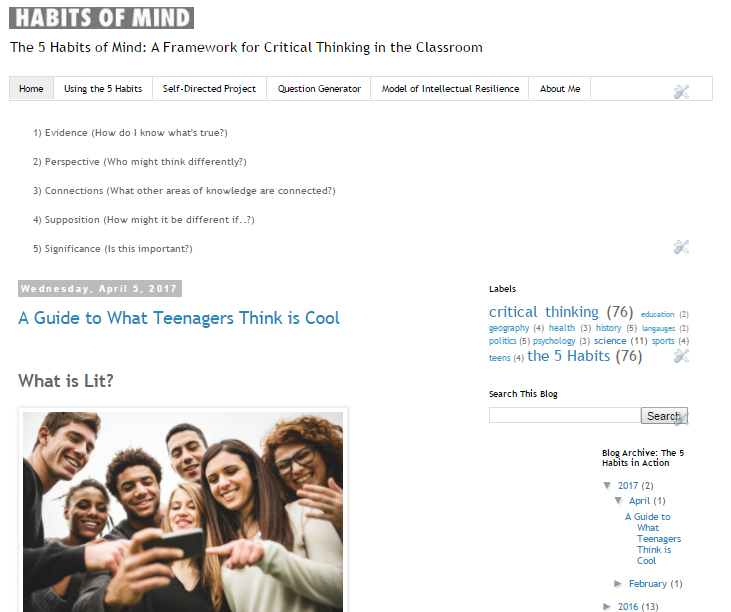 HABITS OF MIND
The 5 Habits of Mind: A Framework for Critical Thinking in the Classroom
Home Using the 5 Habits Self-Directed Project Question Generator Model of Intellectual Resilience About Me
1) Evidence (How do I know what's true?)
2) Perspective (Who might think differently?)
3) Connections (What other areas of knowledge are connected?)
4) Supposition (How might it be different if..?)
5) Significance (Is this important?)
Wednesday, April 5, 2017
A Guide to What Teenagers Think is Cool
What is Lit?
Labels
critical thinking (76) education (2)
geography (4) health (3) history (5) langauges (2)
politics (5) psychology (3) science (11) sports (4)
teens (4) the 5 Habits (76)
Search This Blog
Search
Blog Archive: The 5
Habits in Action
▼ 2017 (2)
▼ April (1)
A Guide to
What
Teenagers
Think is
Cool
► February (1)
► 2016 (13)